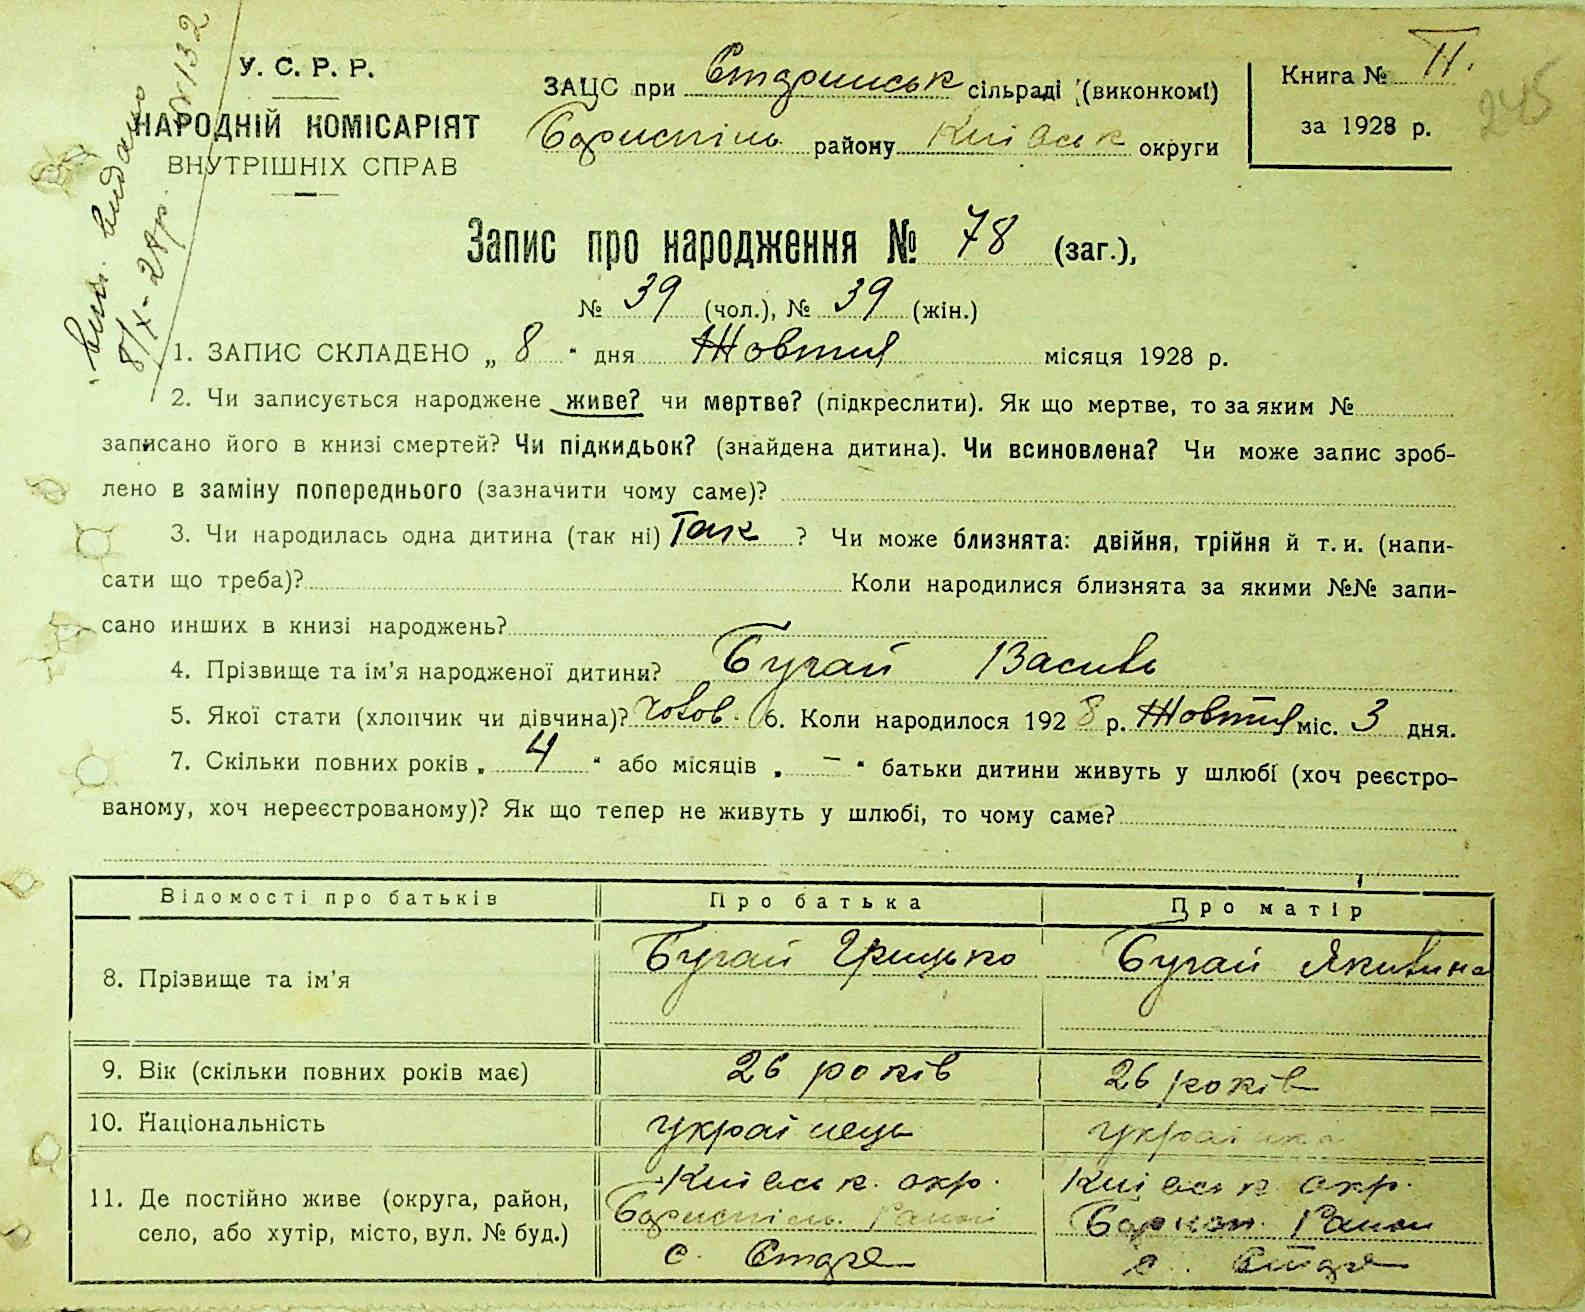 вип. видано
8/X-28р. № 132
У. С. Р. Р.
НАРОДНІЙ КОМІСАРІЯТ
ВНУТРІШНІХ СПРАВ
ЗАЦС при Старинськ сільраді (виконкомі)
Бориспіль району Київськ округи
Книга № II.
за 1928 р.
245
Запис про народження № 78 (заг.),
№ 39 (чол.), № 39 (жін.)
1. ЗАПИС СКЛАДЕНО „ 8 " дня Жовтня місяця 1928 р.
2. Чи записується народжене живе? чи мертве? (підкреслити). Як що мертве, то за яким №
записано його в книзі смертей? Чи підкидьок? (знайдена дитина). Чи всиновлена? Чи може запис зроб-
лено в заміну попереднього (зазначити чому саме)?
3. Чи народилась одна дитина (так ні) Так ? Чи може близнята: двійня, трійня й т. и. (напи-
сати що треба)? Коли народилися близнята за якими №№ запи-
сано инших в книзі народжень?
4. Прізвище та ім'я народженої дитини? Бугай Василь
5. Якої стати (хлопчик чи дівчина)? чолов. 6. Коли народилося 1928 р. Жовтня міс. 3 дня.
7. Скільки повних років „ 4 " або місяців „ — " батьки дитини живуть у шлюбі (хоч реєстро-
ваному, хоч нереєстрованому)? Як що тепер не живуть у шлюбі, то чому саме?
Відомості про батьків Про батька Про матір
8. Прізвище та ім'я Бугай Грицько Бугай Якивина
9. Вік (скільки повних років має) 26 років 26 років
10. Національність українець українка
11. Де постійно живе (округа, район, Київськ. окр. Київськ. окр.
село, або хутір, місто, вул. № буд.) Бориспіль. Район Борисп. Район
с. Старе с. Старе